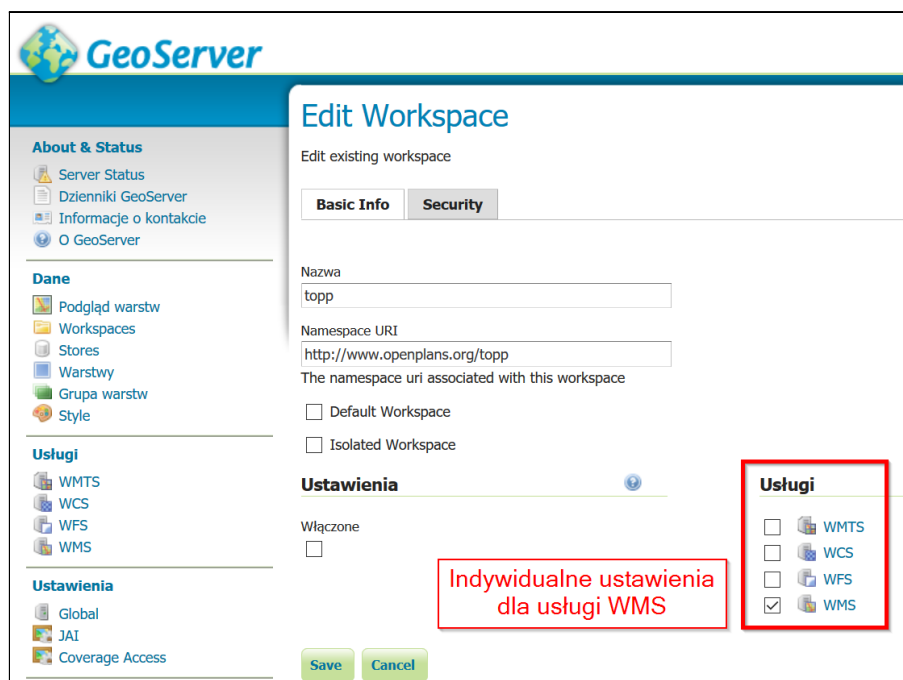 GeoServer
About & Status
Server Status
Dzienniki GeoServer
Informacje o kontakcie
O GeoServer
Dane
Podgląd warstw
Workspaces
Stores
Warstwy
Grupa warstw
Style
Usługi
WMTS
WCS
WFS
WMS
Ustawienia
Global
JAI
Coverage Access
Edit Workspace
Edit existing workspace
Basic Info Security
Nazwa
topp
Namespace URI
http://www.openplans.org/topp
The namespace uri associated with this workspace
Default Workspace
Isolated Workspace
Ustawienia
Włączone
Usługi
WMTS
WCS
WFS
WMS
Indywidualne ustawienia
dla usługi WMS
Save Cancel